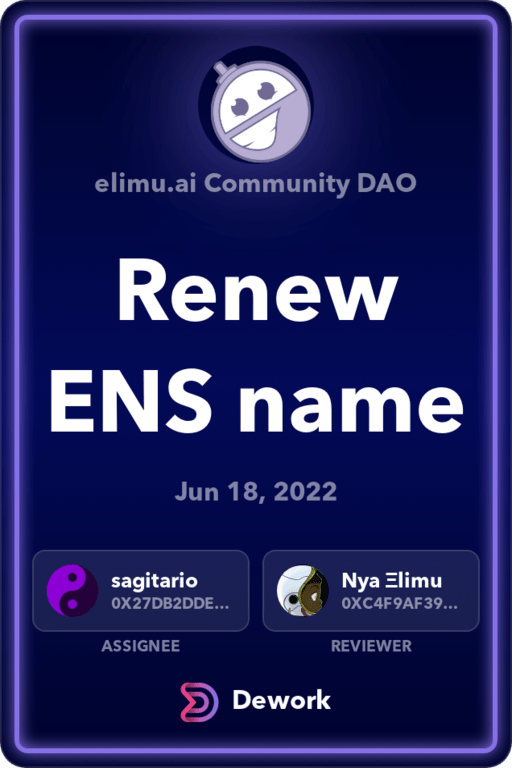 elimu.ai Community DAO
Renew
ENS name
Jun 18, 2022
sagitario
0X27DB2DDE...
Nya Ξlimu
0XC4F9AF39...
ASSIGNEE
REVIEWER
Dework